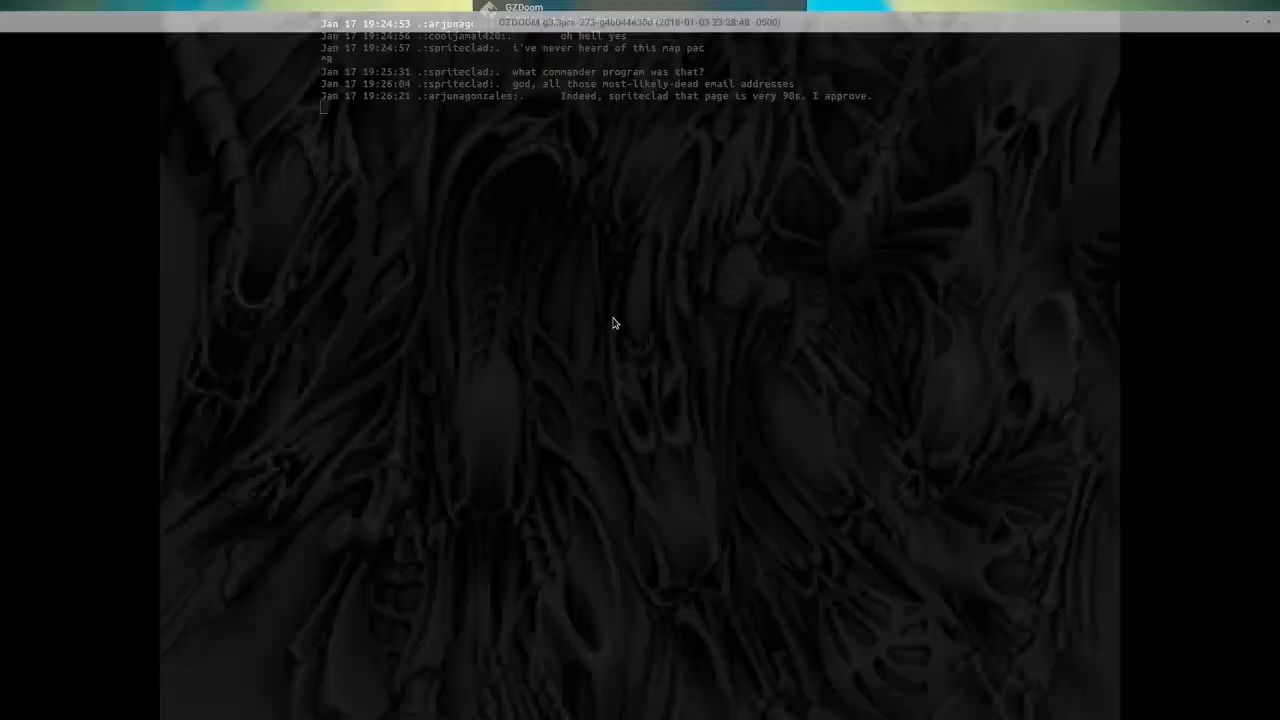 GZDoom
GZDOOM g3.3pre-273-g4b044e30d (2018-01-03 23:28:48 -0500)
Jan 17 19:24:53 .:arjunag
Jan 17 19:24:56 .:cooljamal420:. oh hell yes
Jan 17 19:24:57 .:spriteclad:. i've never heard of this map pac
^R
Jan 17 19:25:31 .:spriteclad:. what commander program was that?
Jan 17 19:26:04 .:spriteclad:. god, all those most-likely-dead email addresses
Jan 17 19:26:21 .:arjunagonzales:. Indeed, spriteclad that page is very 90s. I approve.